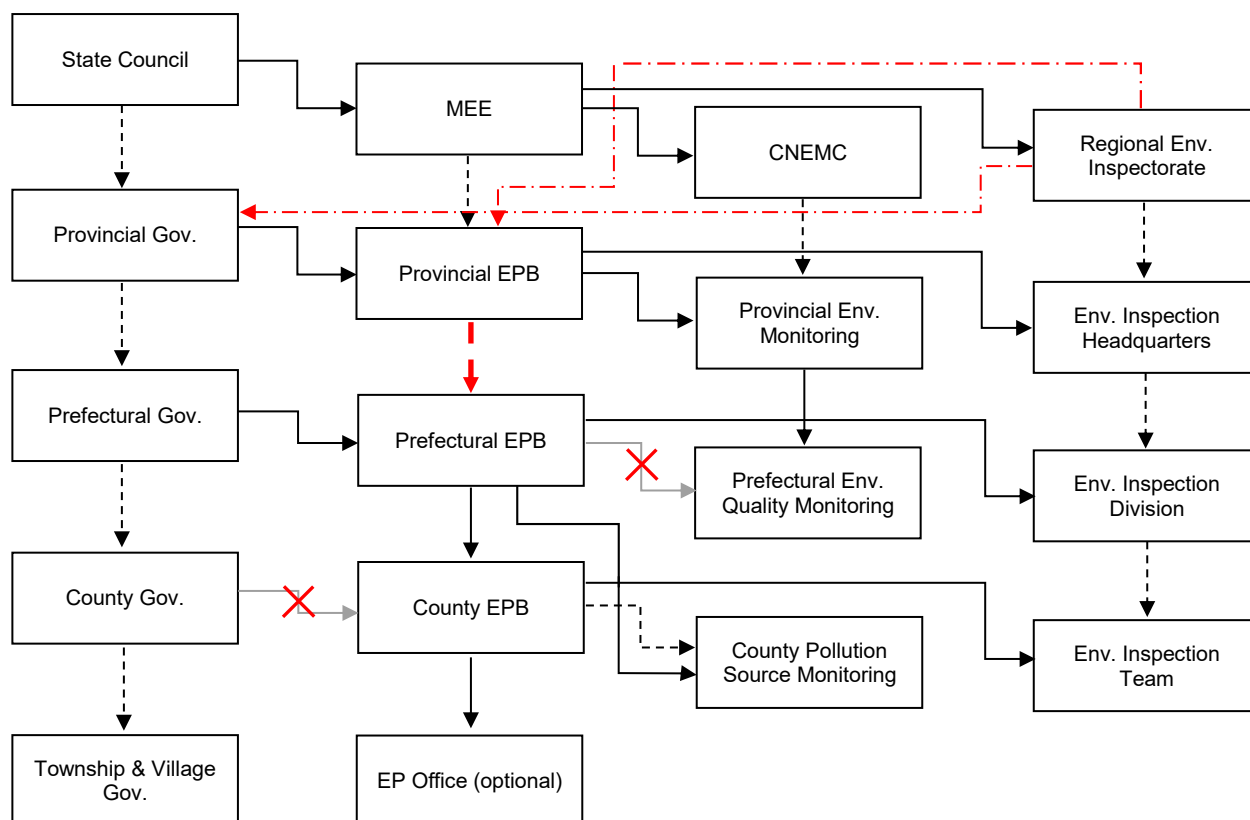 State Council
MEE
CNEMC
Regional Env.
Inspectorate
Provincial Gov.
Provincial EPB
Provincial Env.
Monitoring
Env. Inspection
Headquarters
Prefectural Gov.
Prefectural EPB
Prefectural Env.
Quality Monitoring
Env. Inspection
Division
County Gov.
County EPB
County Pollution
Source Monitoring
Env. Inspection
Team
Township & Village
Gov.
EP Office (optional)